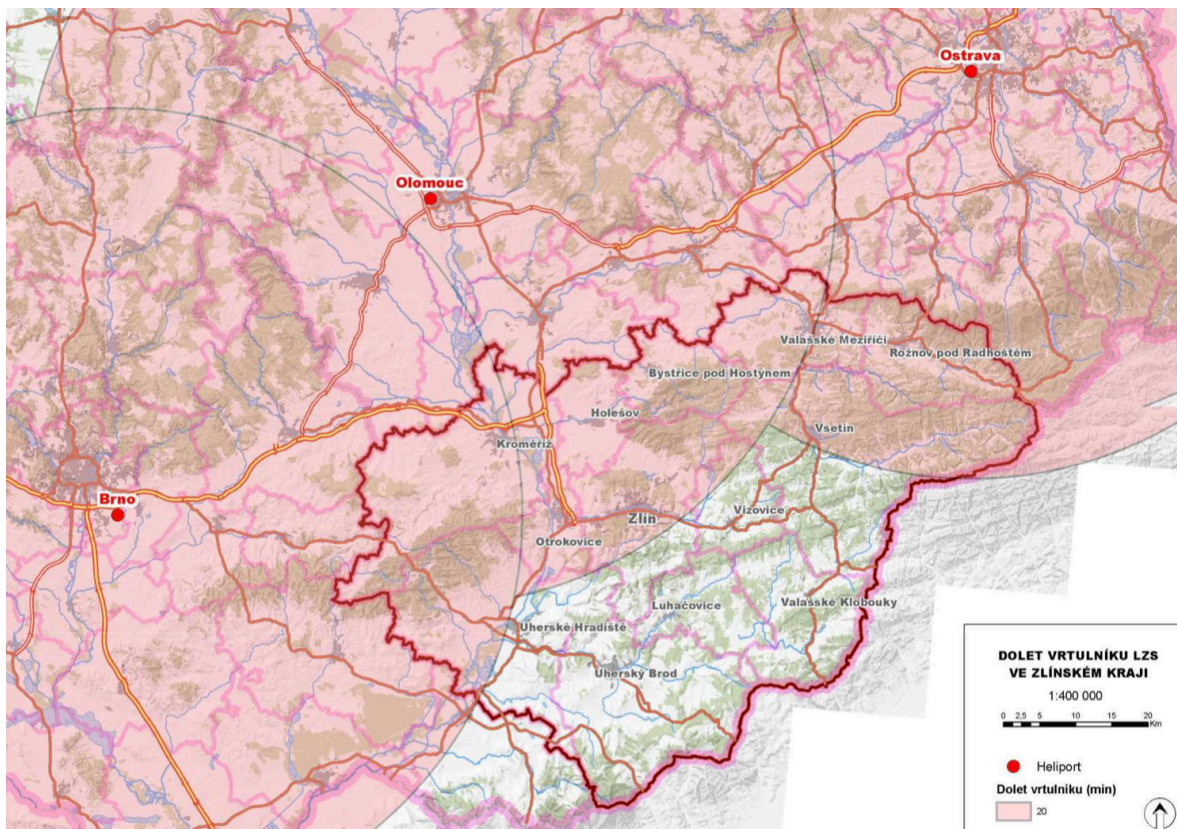 Ostrava
Olomouc
Valašské Meziříčí
Rožnov pod Radhoštěm
Bystřice pod Hostýnem
Holešov
Kroměříž
Vsetín
Brno
Zlín
Vizovice
Otrokovice
Luhačovice
Valašské Klobouky
Uherské Hradiště
Uherský Brod
DOLET VRTULNÍKU LZS
VE ZLÍNSKÉM KRAJI
1:400 000
0 2,5 5 10 15 20
Km
Heliport
Dolet vrtulníku (min)
20